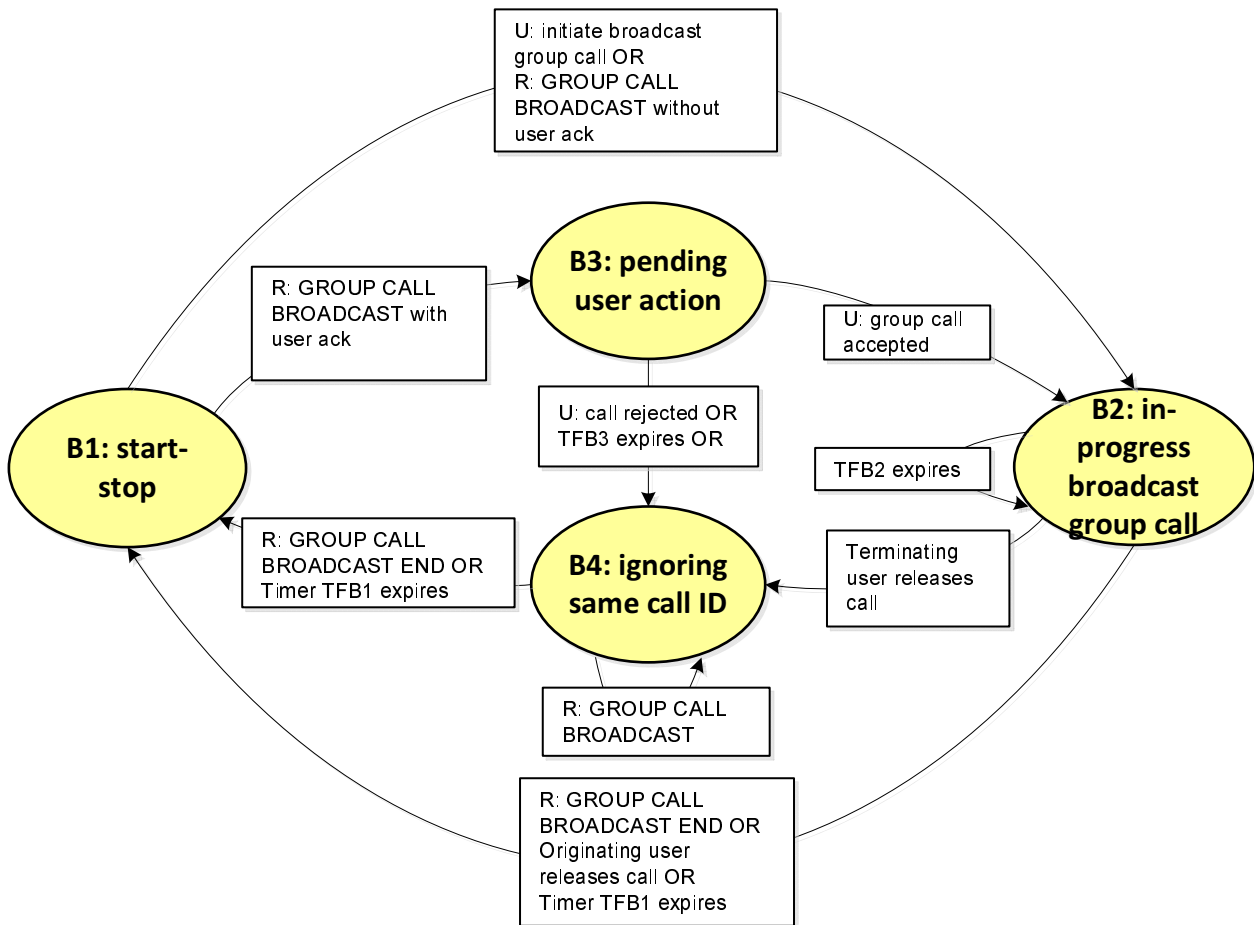 U: initiate broadcast
group call OR
R: GROUP CALL
BROADCAST without
user ack
B3: pending
user action
R: GROUP CALL
BROADCAST with
user ack
U: group call
accepted
U: call rejected OR
TFB3 expires OR
B1: start-
stop
B2: in-
progress
broadcast
group call
TFB2 expires
R: GROUP CALL
BROADCAST END OR
Timer TFB1 expires
B4: ignoring
same call ID
Terminating
user releases
call
R: GROUP CALL
BROADCAST
R: GROUP CALL
BROADCAST END OR
Originating user
releases call OR
Timer TFB1 expires